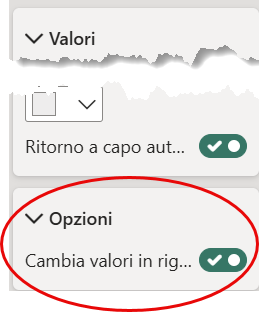 Valori
Ritorno a capo aut...
Opzioni
Cambia valori in rig...